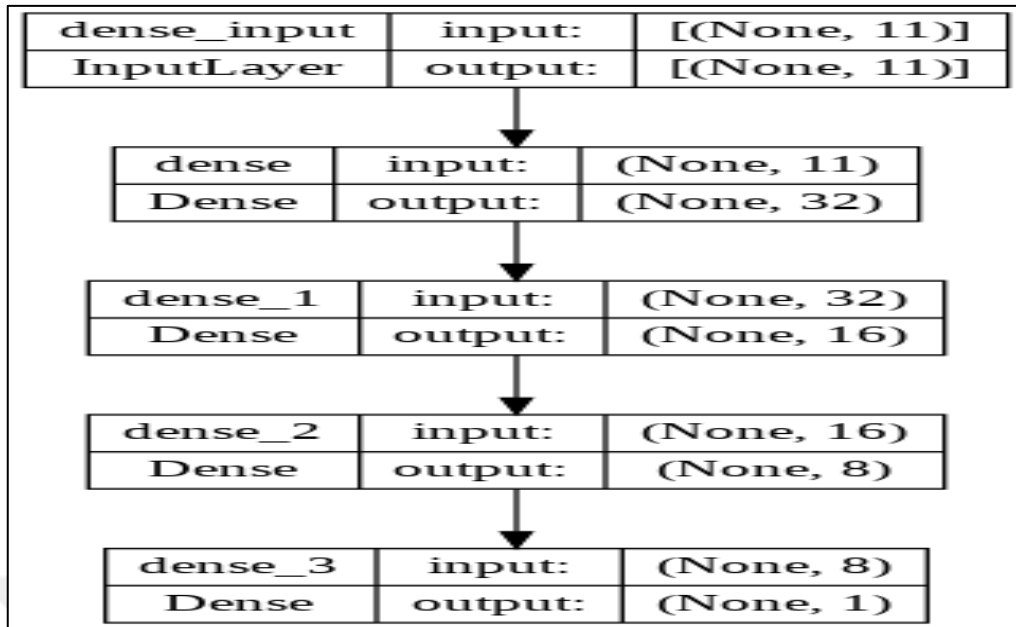 dense_input input: [(None, 11)]
InputLayer output: [(None, 11)]
dense input: (None, 11)
Dense output: (None, 32)
dense_1 input: (None, 32)
Dense output: (None, 16)
dense_2 input: (None, 16)
Dense output: (None, 8)
dense_3 input: (None, 8)
Dense output: (None, 1)